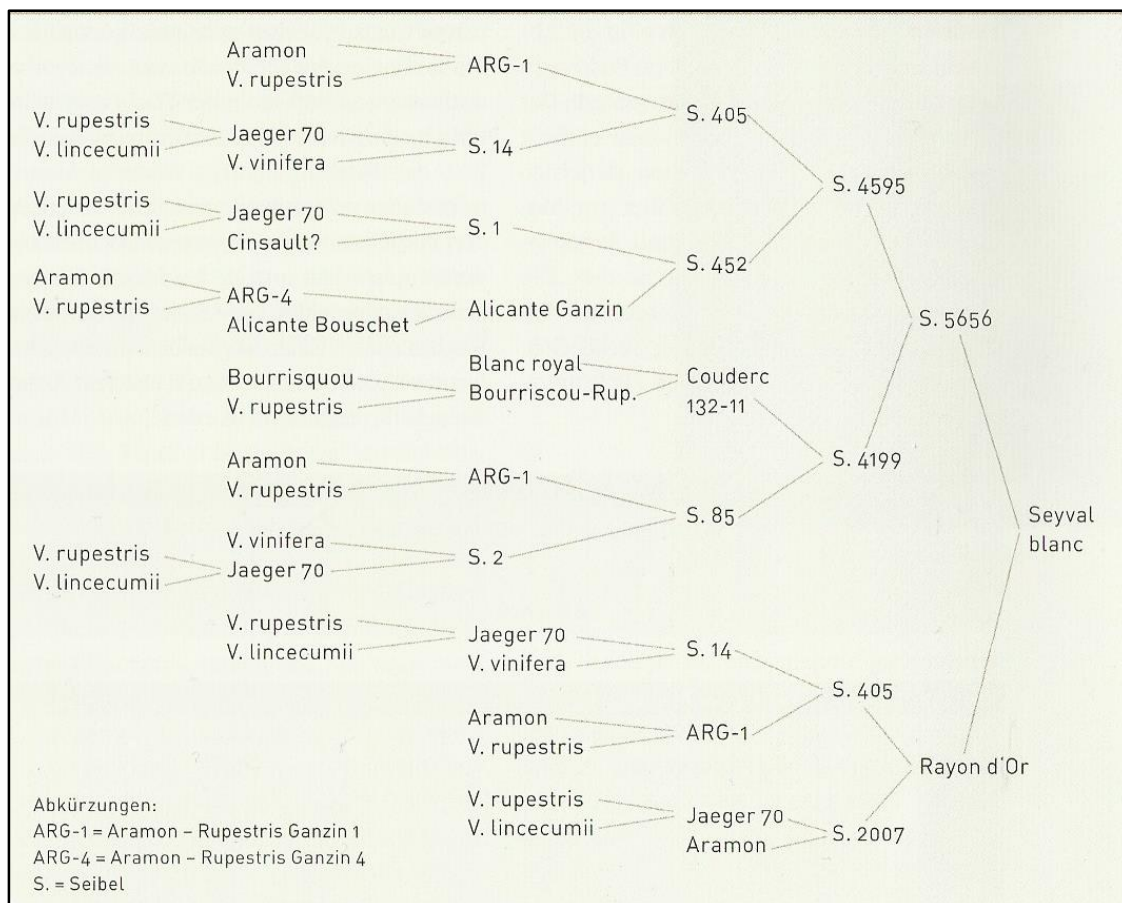 Aramon
V. rupestris
ARG-1
S. 405
V. rupestris
V. lincecumii
Jaeger 70
V. vinifera
S. 14
S. 4595
V. rupestris
V. lincecumii
Jaeger 70
Cinsault?
S. 1
S. 452
Aramon
V. rupestris
ARG-4
Alicante Bouschet
Alicante Ganzin
S. 5656
Bourrisquou
V. rupestris
Blanc royal
Bourriscou-Rup.
Couderc
132-11
S. 4199
Aramon
V. rupestris
ARG-1
S. 85
V. rupestris
V. lincecumii
V. vinifera
Jaeger 70
S. 2
Seyval
blanc
V. rupestris
V. lincecumii
Jaeger 70
V. vinifera
S. 14
S. 405
Aramon
V. rupestris
ARG-1
Rayon d'Or
V. rupestris
V. lincecumii
Jaeger 70
Aramon
S. 2007
Abkürzungen:
ARG-1 = Aramon – Rupestris Ganzin 1
ARG-4 = Aramon – Rupestris Ganzin 4
S. = Seibel